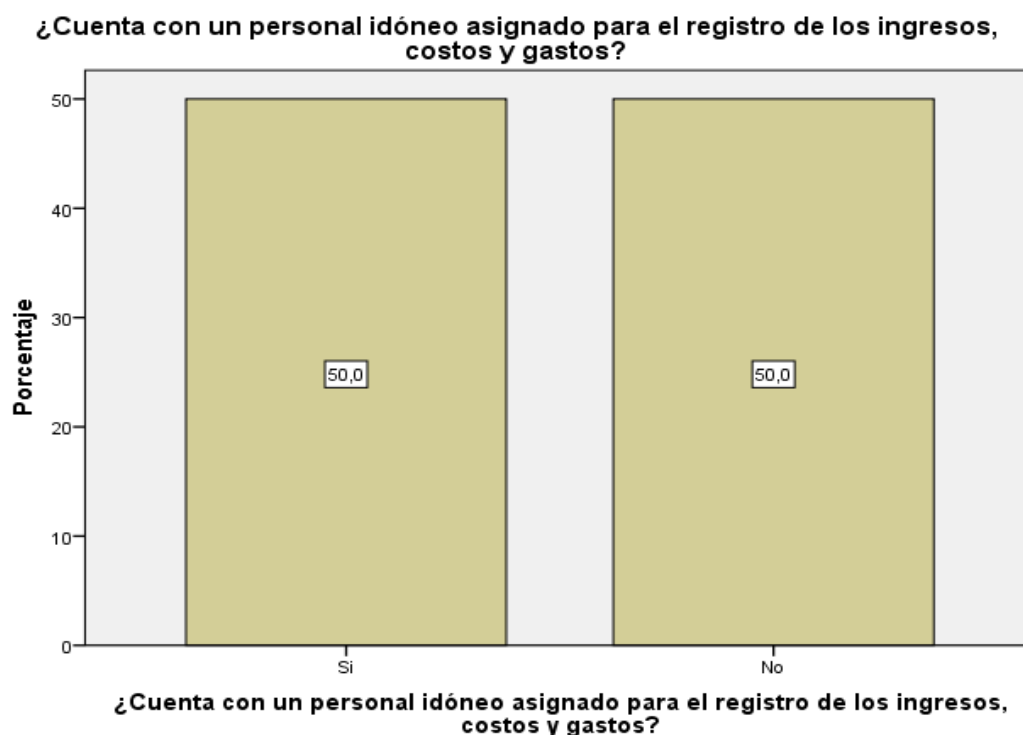 ¿Cuenta con un personal idóneo asignado para el registro de los ingresos,
costos y gastos?
Porcentaje
50
40
30
20
10
0
50,0
50,0
Si
No
¿Cuenta con un personal idóneo asignado para el registro de los ingresos,
costos y gastos?